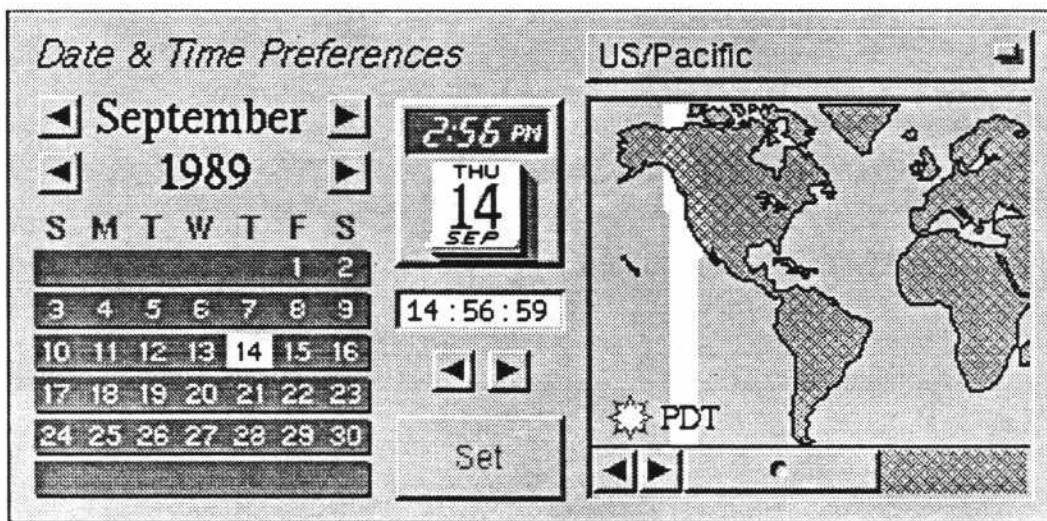 Date & Time Preferences
US/Pacific
September
1989
S M T W T F S
1 2
3 4 5 6 7 8 9
10 11 12 13 14 15 16
17 18 19 20 21 22 23
24 25 26 27 28 29 30
2:56 PM
THU
14
SEP
14:56:59
Set
PDT